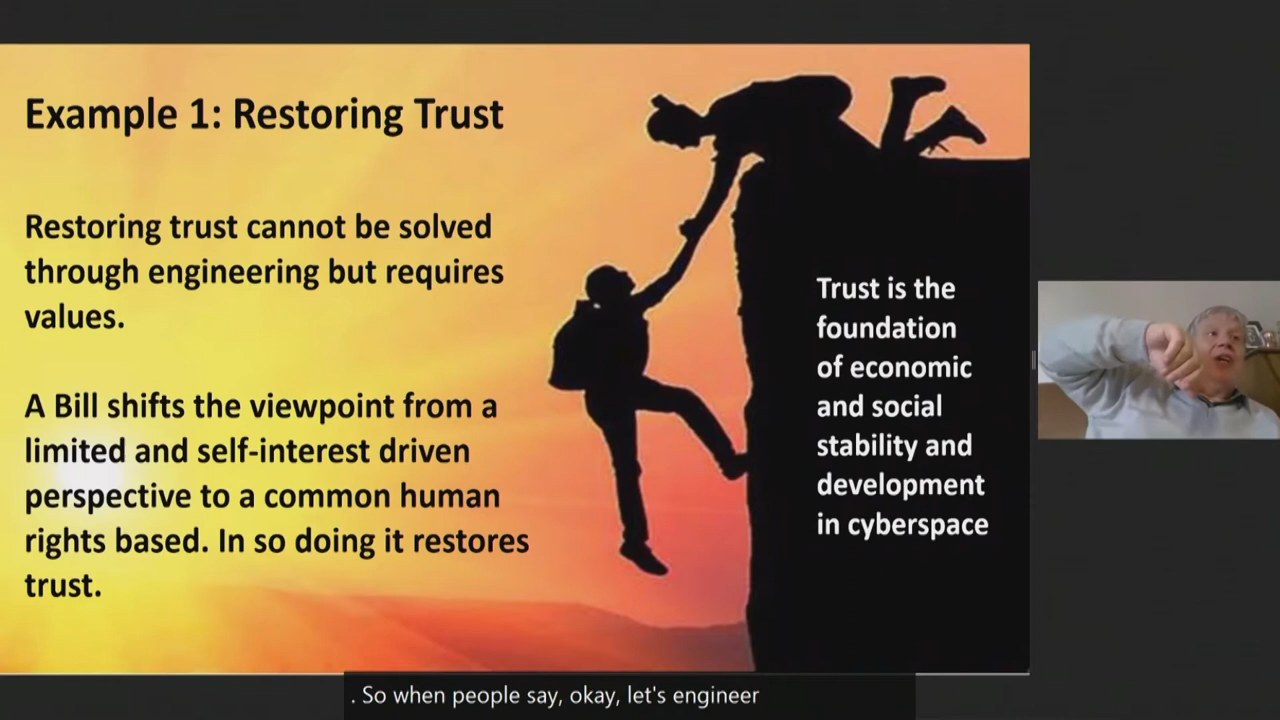 Example 1: Restoring Trust
Restoring trust cannot be solved
through engineering but requires
values.
A Bill shifts the viewpoint from a
limited and self-interest driven
perspective to a common human
rights based. In so doing it restores
trust.
Trust is the
foundation
of economic
and social
stability and
development
in cyberspace
. So when people say, okay, let's engineer